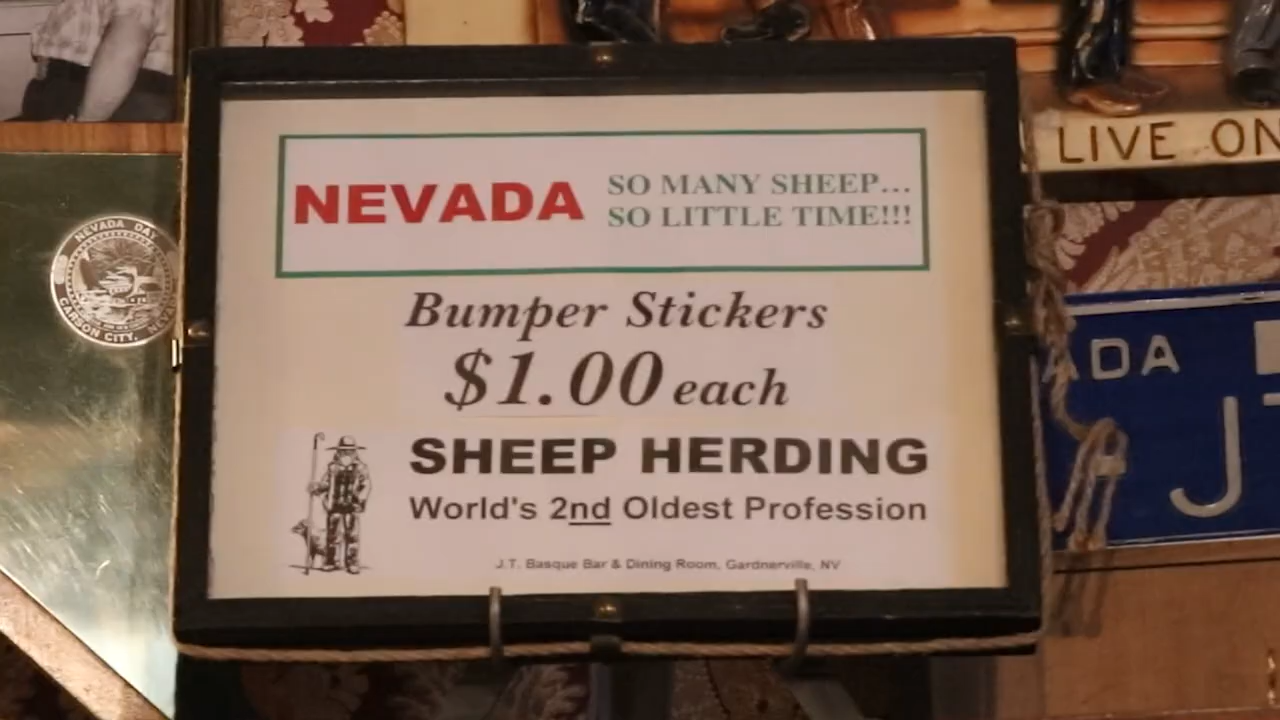 NEVADA
SO MANY SHEEP...
SO LITTLE TIME!!!
Bumper Stickers
$1.00 each
SHEEP HERDING
World's 2nd Oldest Profession
J.T. Basque Bar & Dining Room, Gardnerville, NV
LIVE ON
NEVADA DAY
CARSON CITY, NEV
ADA
J